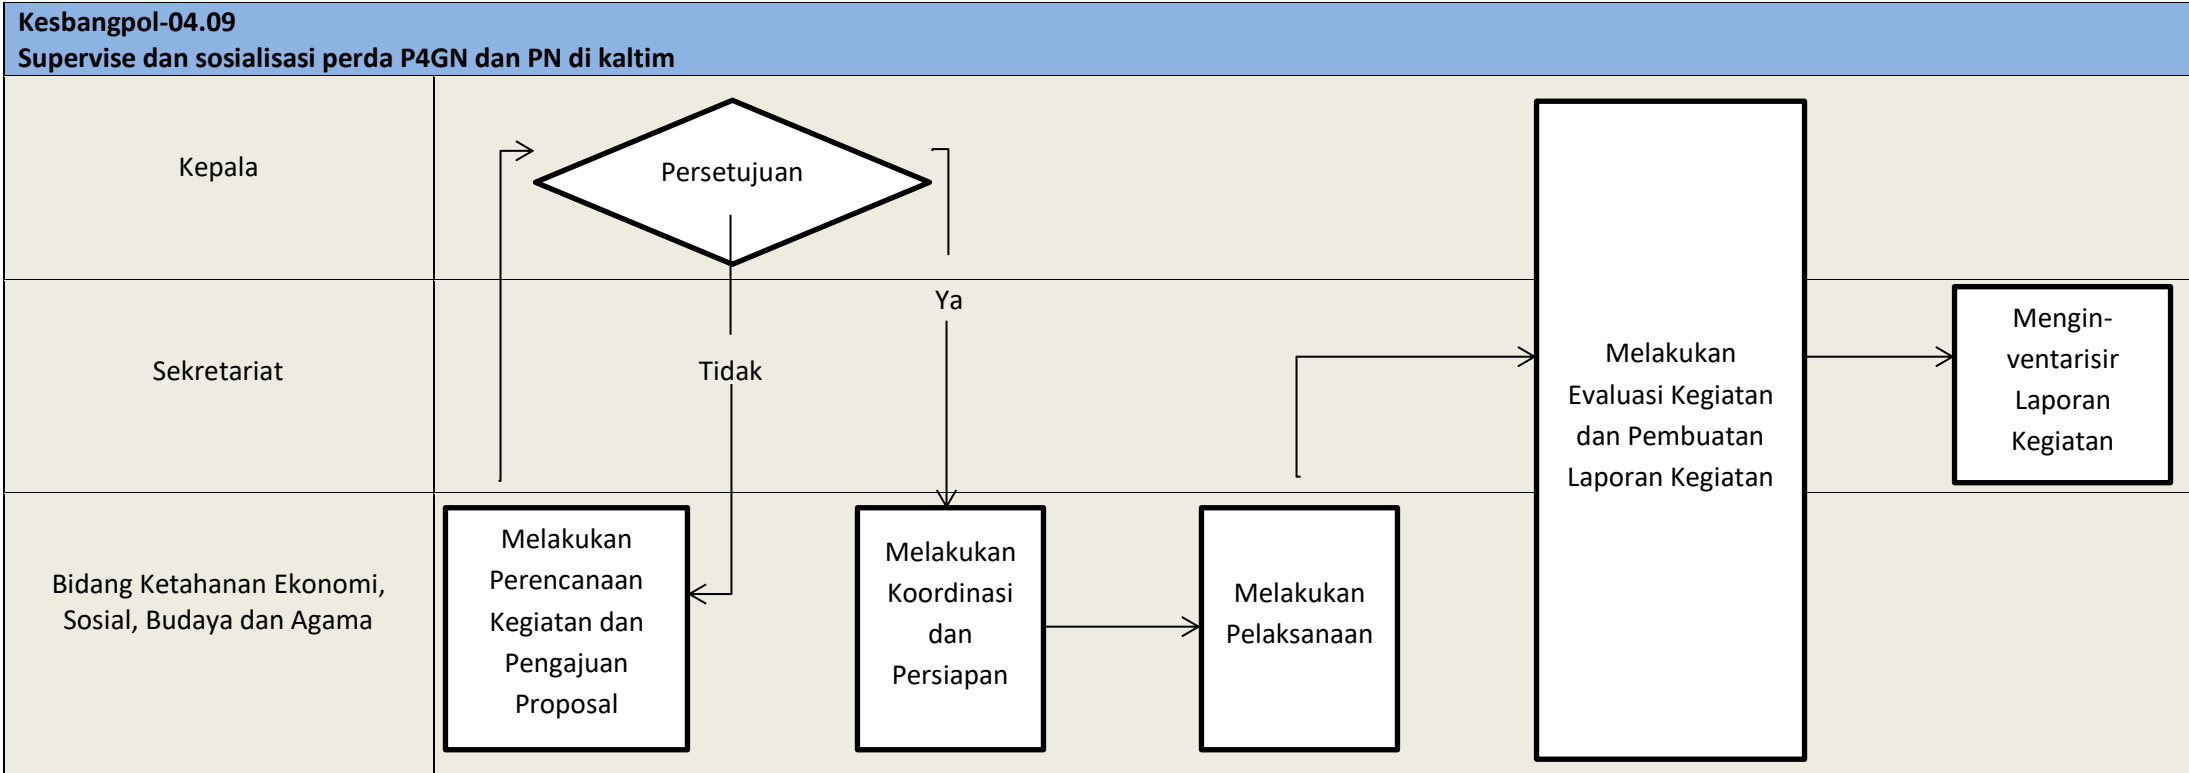 Kesbangpol-04.09
Supervise dan sosialisasi perda P4GN dan PN di kaltim
Kepala
Persetujuan
Sekretariat
Ya
Tidak
Melakukan
Evaluasi Kegiatan
dan Pembuatan
Laporan Kegiatan
Mengin-
ventarisir
Laporan
Kegiatan
Bidang Ketahanan Ekonomi,
Sosial, Budaya dan Agama
Melakukan
Perencanaan
Kegiatan dan
Pengajuan
Proposal
Melakukan
Koordinasi
dan
Persiapan
Melakukan
Pelaksanaan